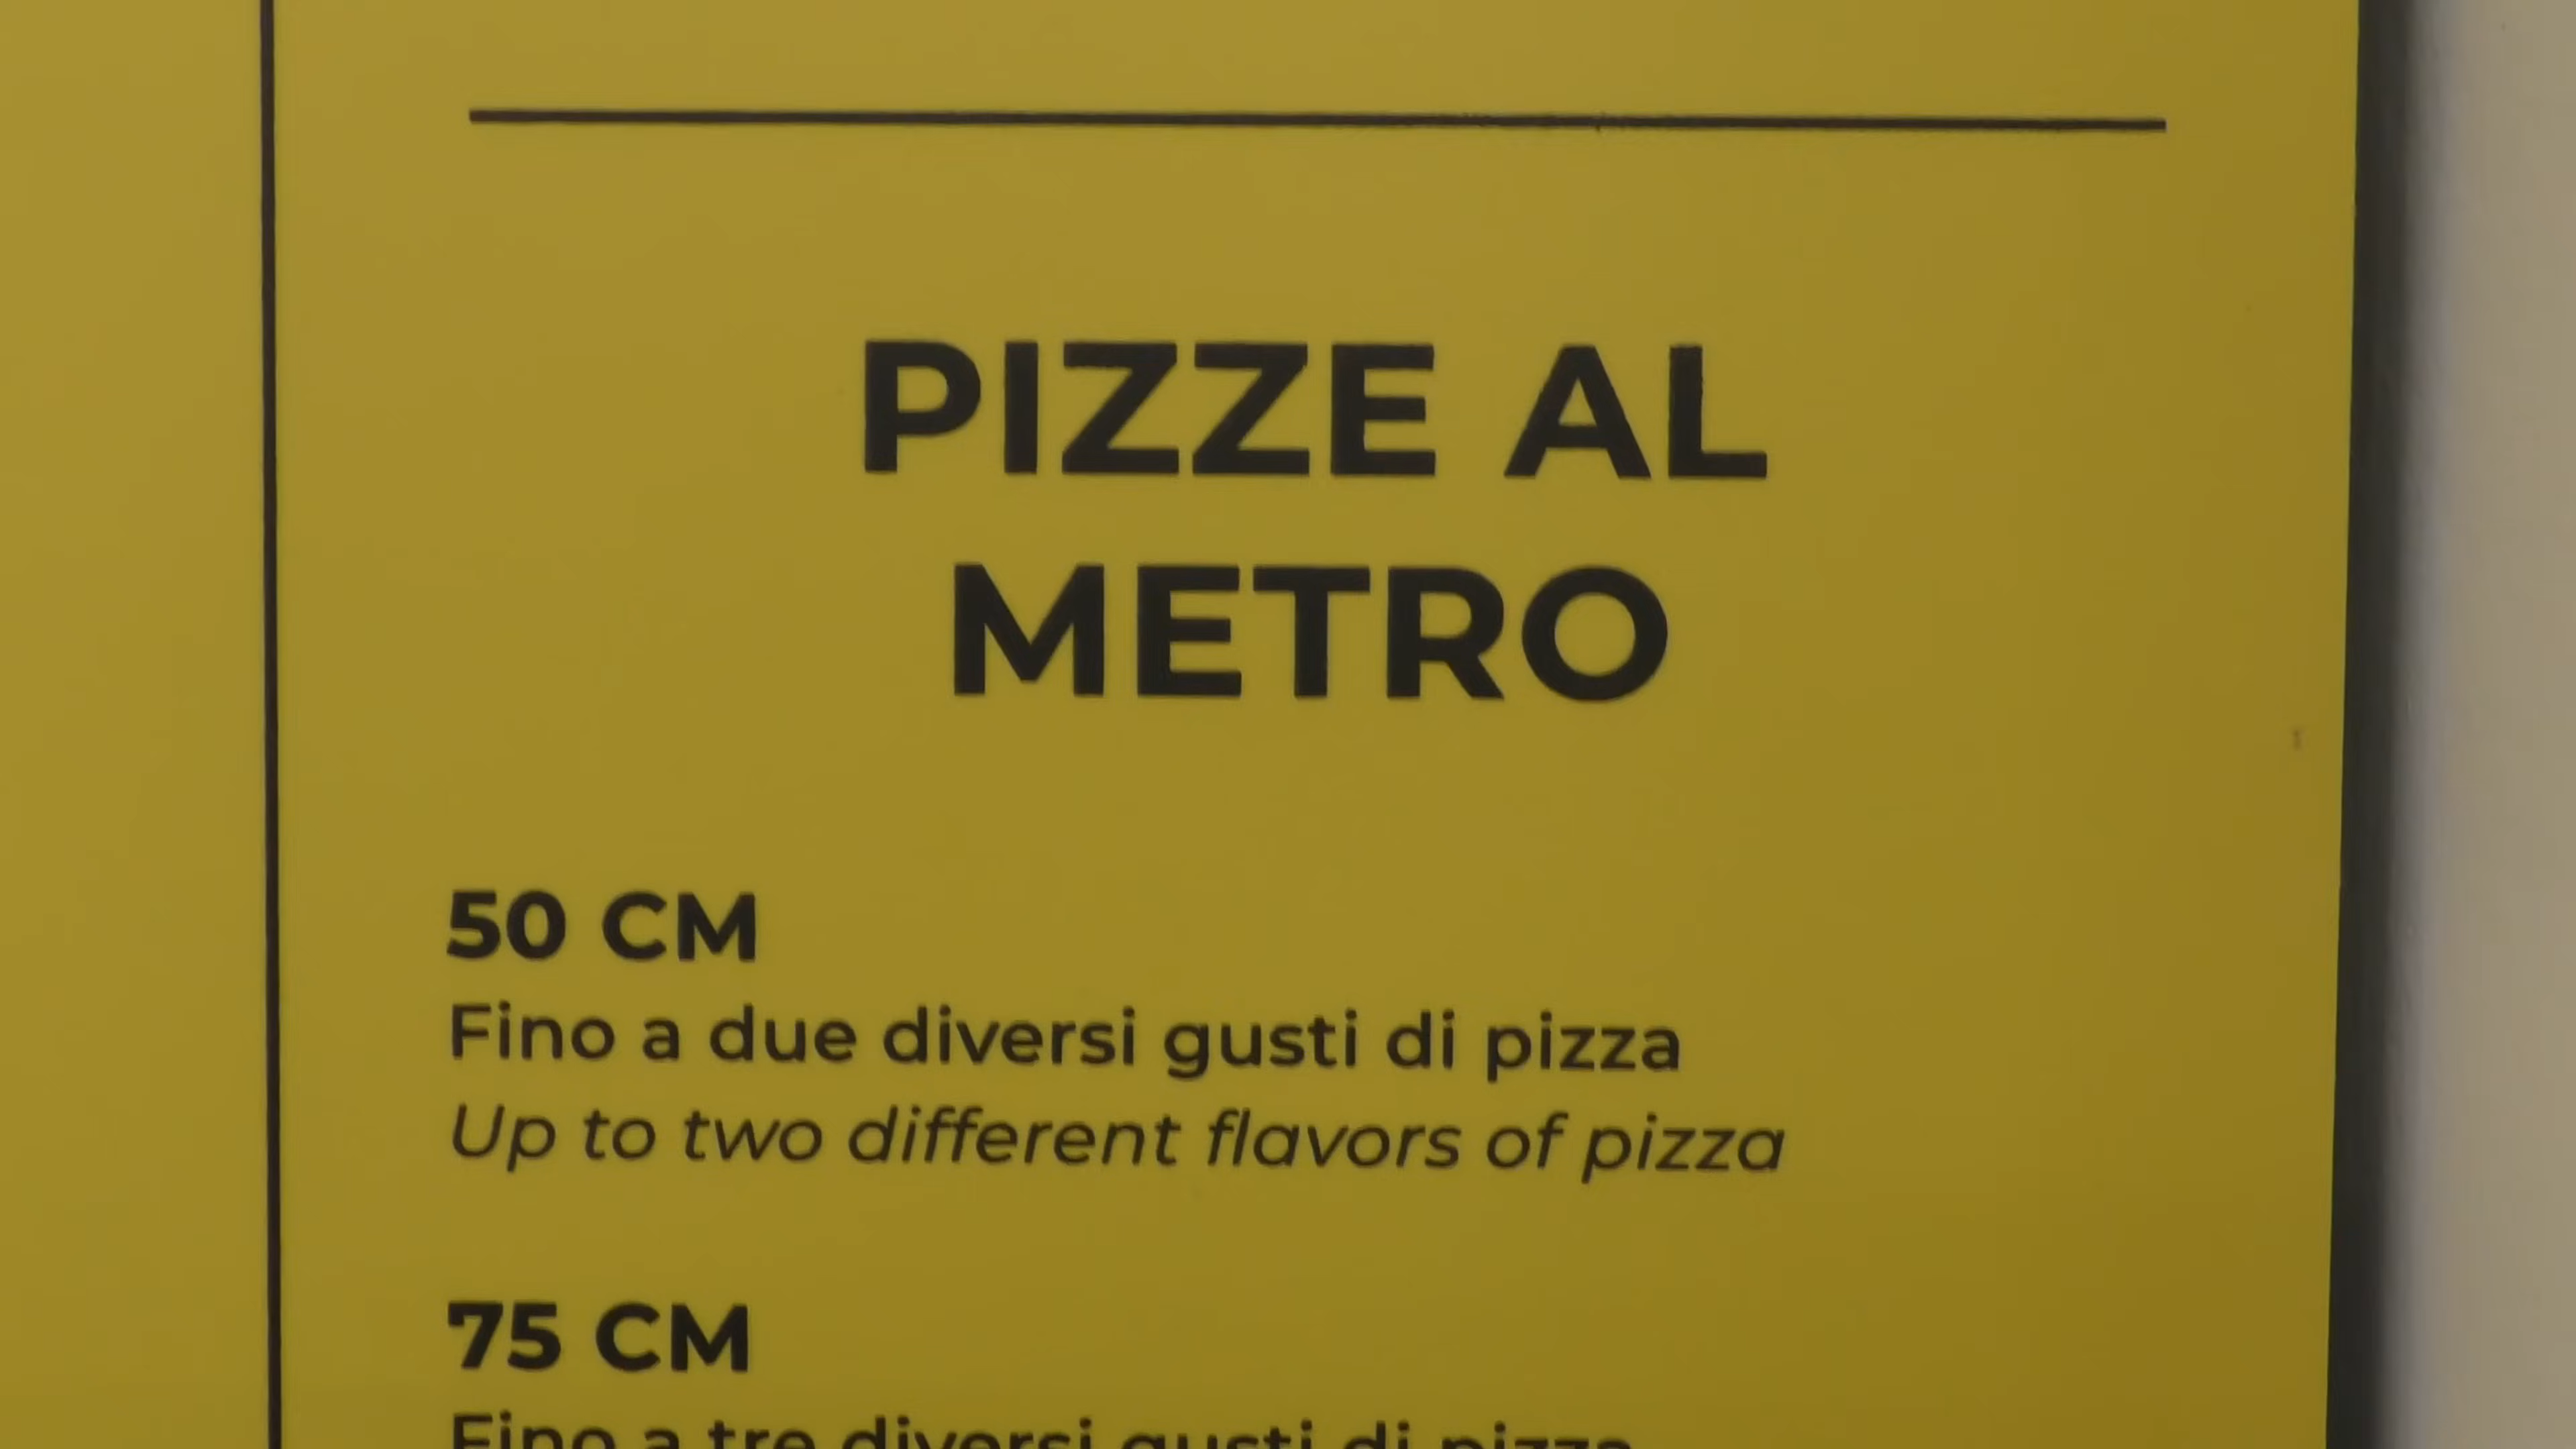 PIZZE AL
METRO
50 CM
Fino a due diversi gusti di pizza
Up to two different flavors of pizza
75 CM
Fino a tre diversi gusti di pizza